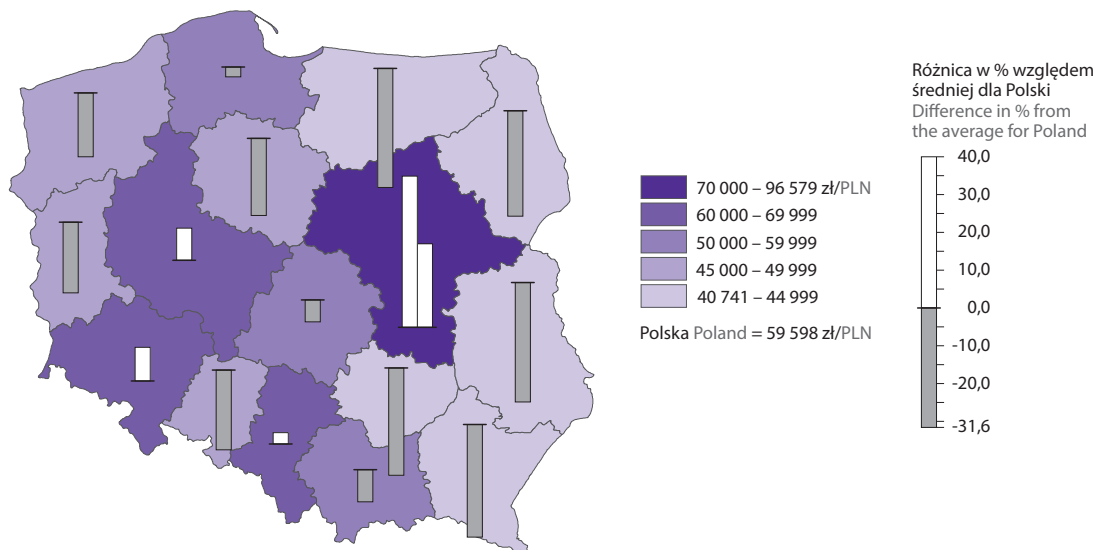 70 000 – 96 579 zł/PLN
60 000 – 69 999
50 000 – 59 999
45 000 – 49 999
40 741 – 44 999
Polska Poland = 59 598 zł/PLN
Różnica w % względem
średniej dla Polski
Difference in % from
the average for Poland
40,0
30,0
20,0
10,0
0,0
-10,0
-20,0
-31,6